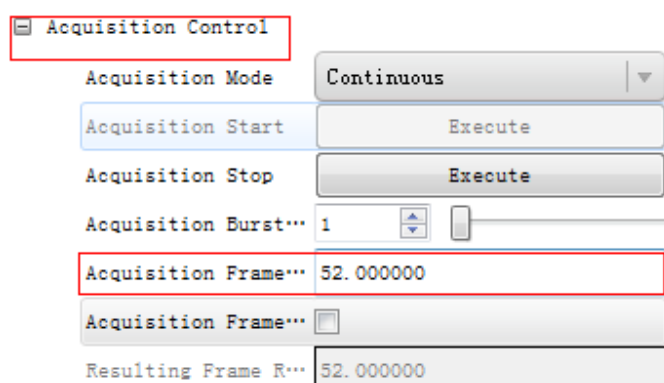 Acquisition Control
Acquisition Mode Continuous
Acquisition Start Execute
Acquisition Stop Execute
Acquisition Burst… 1
Acquisition Frame… 52.000000
Acquisition Frame…
Resulting Frame R… 52.000000